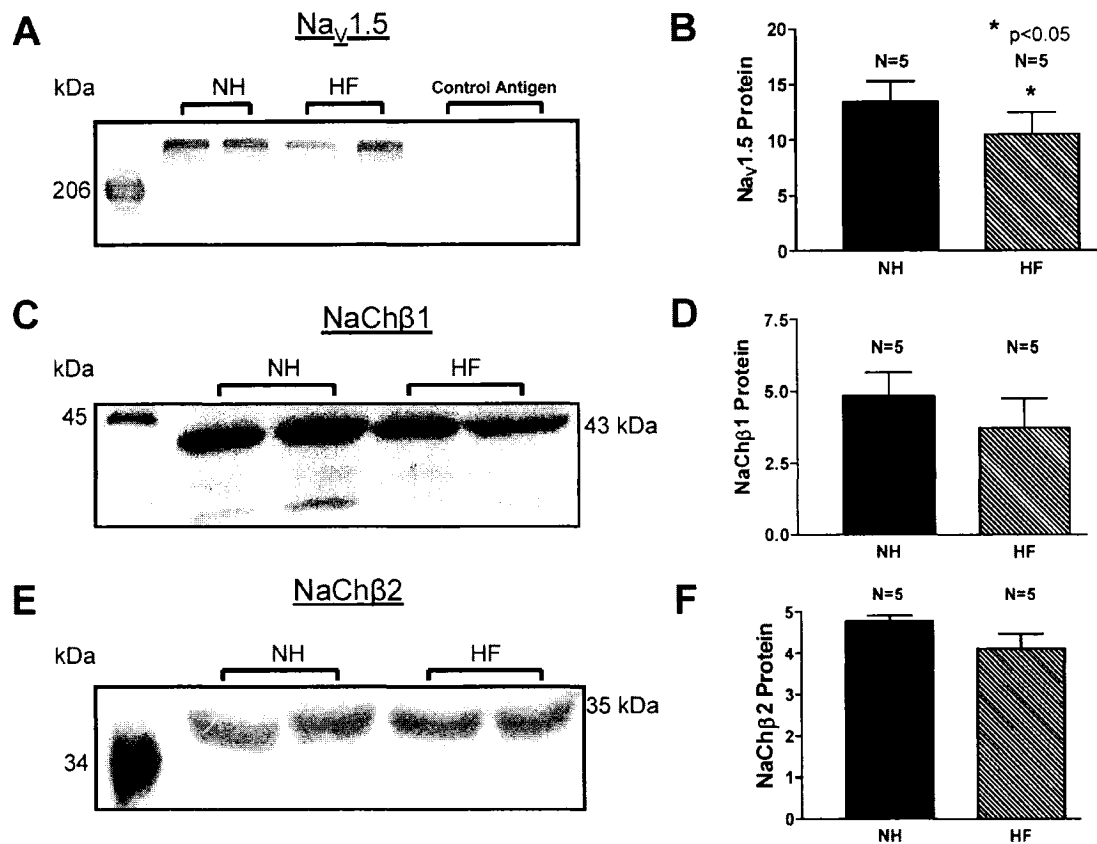 A
Na_V1.5
kDa
NH
HF
Control Antigen
206
B
* p<0.05
N=5
N=5
*
20
15
10
5
0
Na_V1.5 Protein
NH
HF
C
NaChβ1
kDa
NH
HF
45
43 kDa
D
7.5
5.0
2.5
0.0
NaChβ1 Protein
N=5
N=5
NH
HF
E
NaChβ2
kDa
NH
HF
35 kDa
34
F
N=5
N=5
5
4
3
2
1
0
NaChβ2 Protein
NH
HF